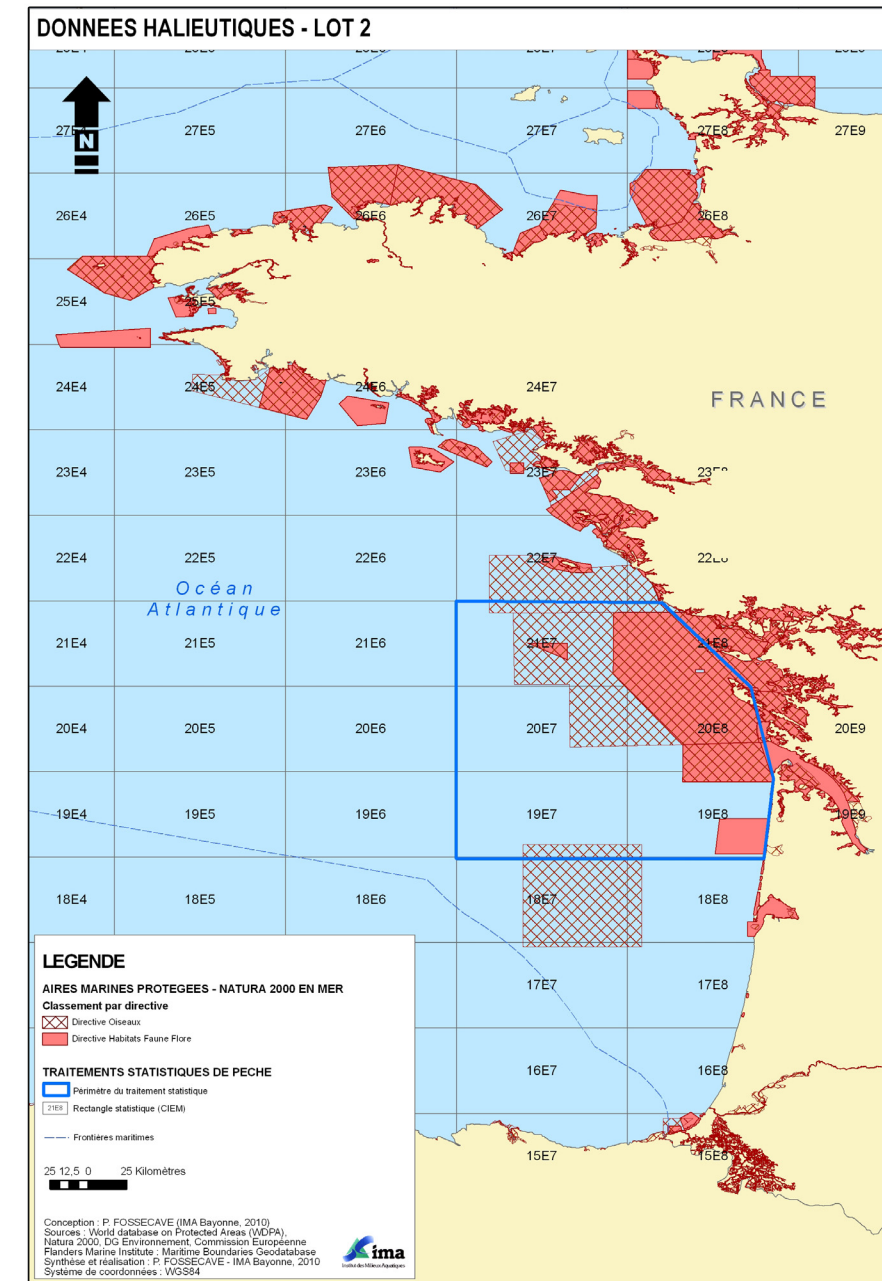 DONNEES HALIEUTIQUES - LOT 2
27E4 27E5 27E6 27E7 27E8 27E9
N
26E4 26E5 26E6 26E7 26E8
25E4 25E5
24E4 24E5 24E6 24E7
FRANCE
23E4 23E5 23E6 23E7
22E4 22E5 22E6 22E7
Océan
Atlantique
21E4 21E5 21E6 21E7 21E8
20E4 20E5 20E6 20E7 20E8 20E9
19E4 19E5 19E6 19E7 19E8 19E9
18E4 18E5 18E6 18E7 18E8
17E7 17E8
16E7 16E8
15E7 15E8
LEGENDE
AIRES MARINES PROTEGEES - NATURA 2000 EN MER
Classement par directive
Directive Oiseaux
Directive Habitats Faune Flore
TRAITEMENTS STATISTIQUES DE PECHE
Périmètre du traitement statistique
21E8 Rectangle statistique (CIEM)
Frontières maritimes
25 12,5 0 25 Kilomètres
Conception : P. FOSSECAVE (IMA Bayonne, 2010)
Sources : World database on Protected Areas (WDPA),
Natura 2000, DG Environnement, Commission Européenne
Flanders Marine Institute : Maritime Boundaries Geodatabase
Synthèse et réalisation : P. FOSSECAVE - IMA Bayonne, 2010
Système de coordonnées : WGS84
ima
Institut des Milieux Aquatiques